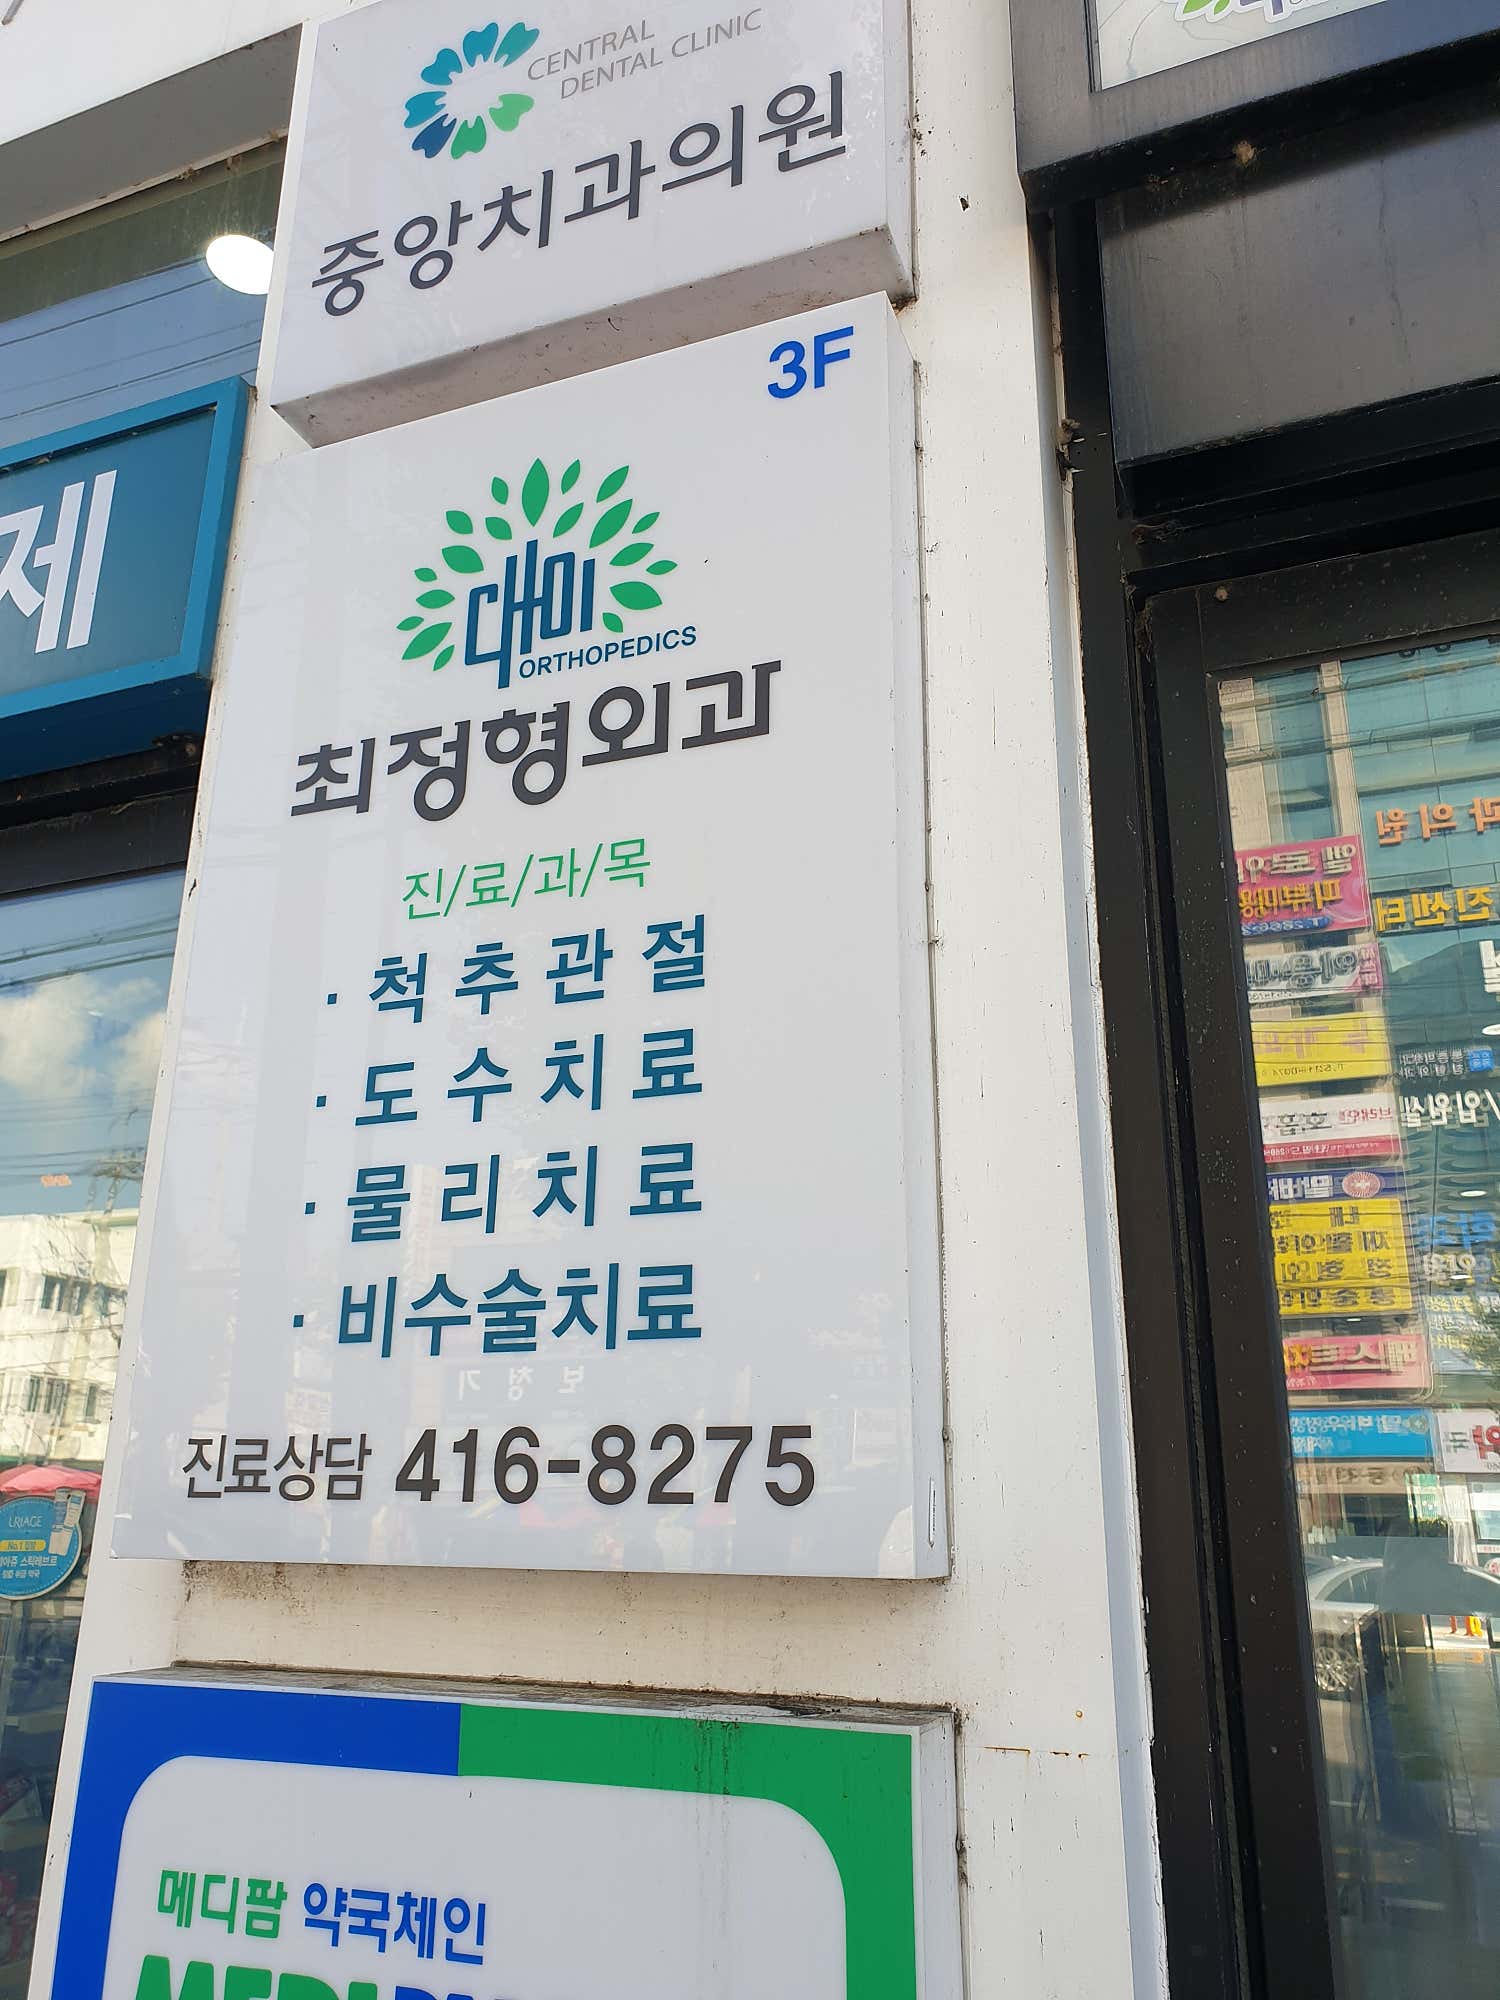 CENTRAL
DENTAL CLINIC
중앙치과의원
3F
대이
ORTHOPEDICS
최정형외과
진/료/과/목
· 척추관절
· 도수치료
· 물리치료
· 비수술치료
진료상담 416-8275
제
URIAGE
메디팜 약국체인